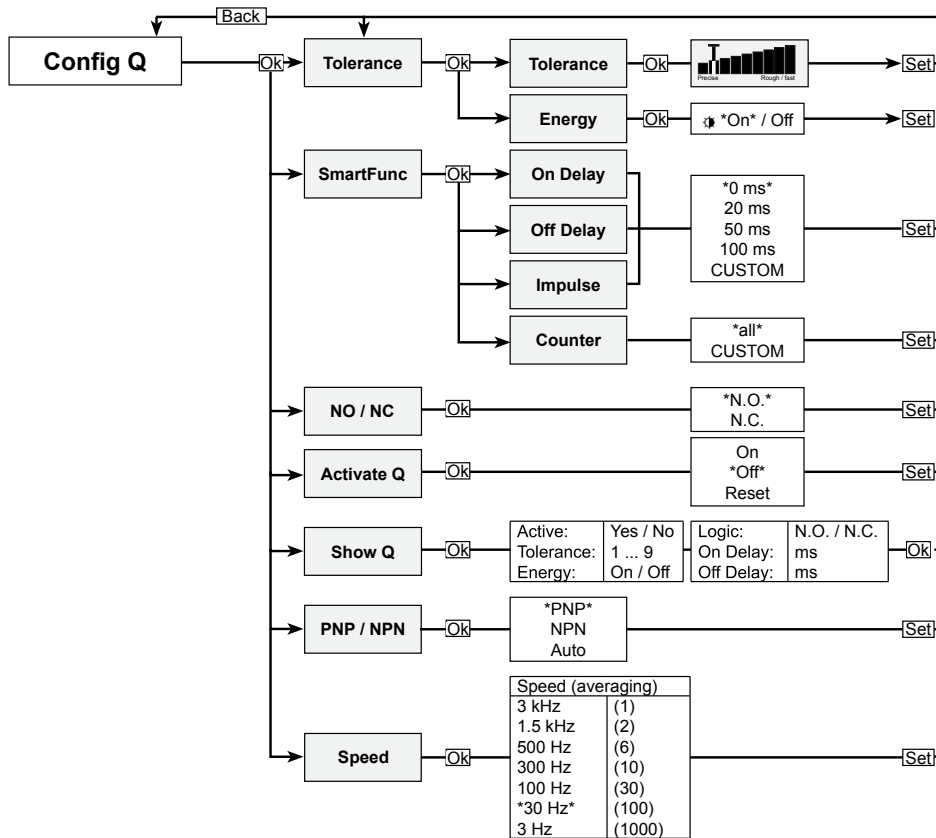 Back
Config Q
Ok
Tolerance
Ok
Tolerance
Ok
Precise
Rough / fast
Set
Energy
Ok
*On* / Off
Set
SmartFunc
Ok
On Delay
Off Delay
Impulse
*0 ms*
20 ms
50 ms
100 ms
CUSTOM
Set
Counter
*all*
CUSTOM
Set
NO / NC
Ok
*N.O.*
N.C.
Set
Activate Q
Ok
On
*Off*
Reset
Set
Show Q
Ok
Active: Yes / No
Tolerance: 1 ... 9
Energy: On / Off
Logic: N.O. / N.C.
On Delay: ms
Off Delay: ms
Ok
PNP / NPN
Ok
*PNP*
NPN
Auto
Set
Speed
Ok
Speed (averaging)
3 kHz (1)
1.5 kHz (2)
500 Hz (6)
300 Hz (10)
100 Hz (30)
*30 Hz* (100)
3 Hz (1000)
Set